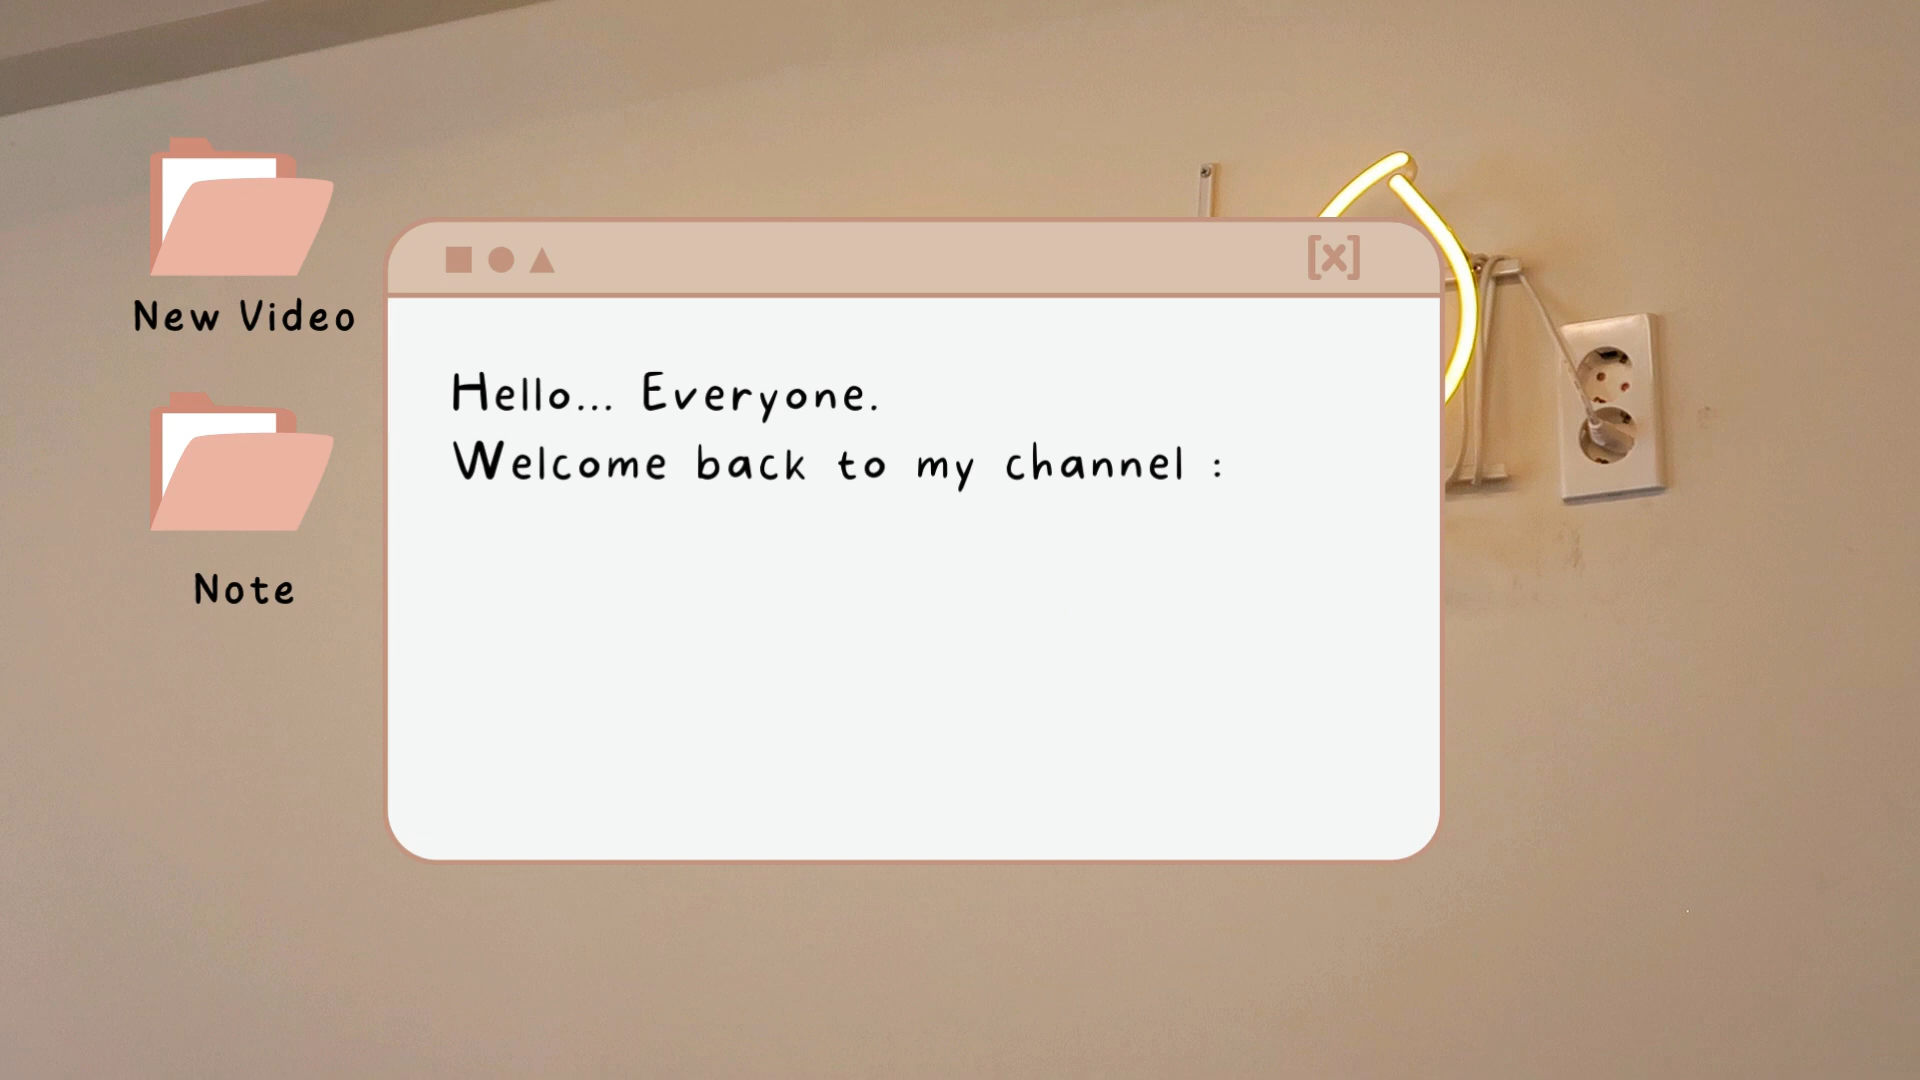 New Video
Note
[x]
Hello... Everyone.
Welcome back to my channel :